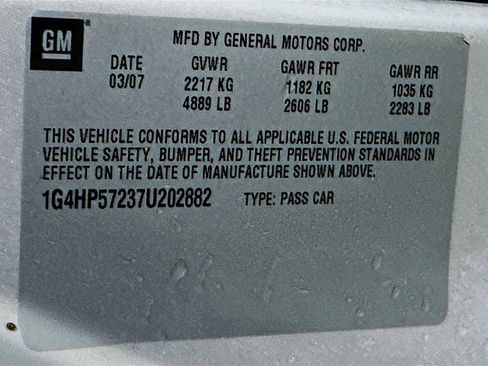 GM
MFD BY GENERAL MOTORS CORP.
DATE GVWR GAWR FRT GAWR RR
03/07 2217 KG 1182 KG 1035 KG
4889 LB 2606 LB 2283 LB
THIS VEHICLE CONFORMS TO ALL APPLICABLE U.S. FEDERAL MOTOR
VEHICLE SAFETY, BUMPER, AND THEFT PREVENTION STANDARDS IN
EFFECT ON THE DATE OF MANUFACTURE SHOWN ABOVE.
1G4HP57237U202882 TYPE: PASS CAR